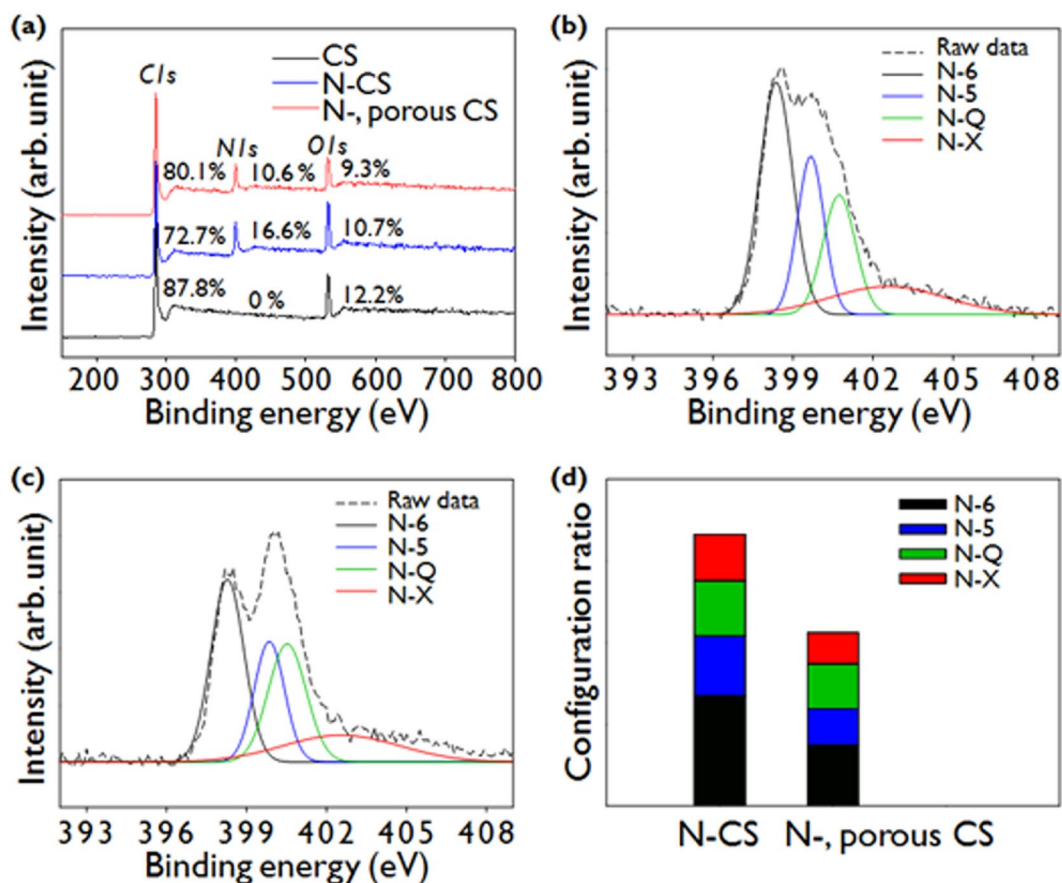 (a)
CS
N-CS
N-, porous CS
C1s
N1s
O1s
80.1%
10.6 %
9.3%
72.7%
16.6%
10.7%
87.8%
0 %
12.2%
Intensity (arb. unit)
200 300 400 500 600 700 800
Binding energy (eV)
(b)
Raw data
N-6
N-5
N-Q
N-X
Intensity (arb. unit)
393 396 399 402 405 408
Binding energy (eV)
(c)
Raw data
N-6
N-5
N-Q
N-X
Intensity (arb. unit)
393 396 399 402 405 408
Binding energy (eV)
(d)
N-6
N-5
N-Q
N-X
Configuration ratio
N-CS N-, porous CS